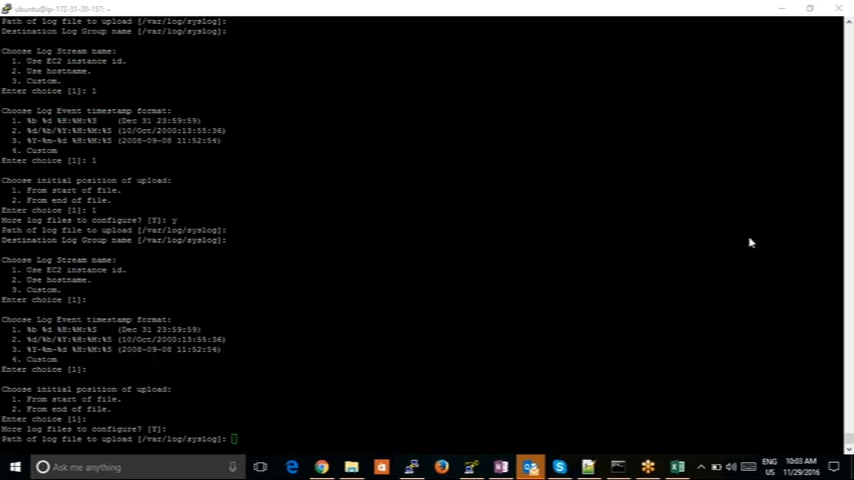 ubuntu@ip-172-31-20-157: ~
Path of log file to upload [/var/log/syslog]:
Destination Log Group name [/var/log/syslog]:
Choose Log Stream name:
1. Use EC2 instance id.
2. Use hostname.
3. Custom.
Enter choice [1]: 1
Choose Log Event timestamp format:
1. %b %d %H:%M:%S (Dec 31 23:59:59)
2. %d/%b/%Y:%H:%M:%S (10/Oct/2000:13:55:36)
3. %Y-%m-%d %H:%M:%S (2008-09-08 11:52:54)
4. Custom
Enter choice [1]: 1
Choose initial position of upload:
1. From start of file.
2. From end of file.
Enter choice [1]: 1
More log files to configure? [Y]: y
Path of log file to upload [/var/log/syslog]:
Destination Log Group name [/var/log/syslog]:
Choose Log Stream name:
1. Use EC2 instance id.
2. Use hostname.
3. Custom.
Enter choice [1]:
Choose Log Event timestamp format:
1. %b %d %H:%M:%S (Dec 31 23:59:59)
2. %d/%b/%Y:%H:%M:%S (10/Oct/2000:13:55:36)
3. %Y-%m-%d %H:%M:%S (2008-09-08 11:52:54)
4. Custom
Enter choice [1]:
Choose initial position of upload:
1. From start of file.
2. From end of file.
Enter choice [1]:
More log files to configure? [Y]:
Path of log file to upload [/var/log/syslog]:
Ask me anything
ENG 10:03 AM
US 11/29/2016